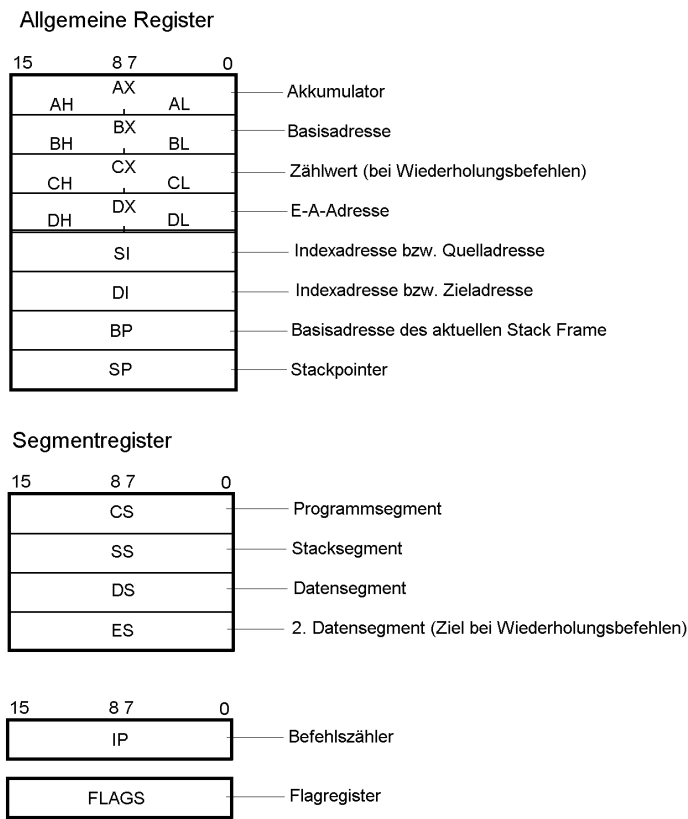 Allgemeine Register
15 8 7 0
AX
AH AL Akkumulator
BX
BH BL Basisadresse
CX
CH CL Zählwert (bei Wiederholungsbefehlen)
DX
DH DL E-A-Adresse
SI Indexadresse bzw. Quelladresse
DI Indexadresse bzw. Zieladresse
BP Basisadresse des aktuellen Stack Frame
SP Stackpointer
Segmentregister
15 8 7 0
CS Programmsegment
SS Stacksegment
DS Datensegment
ES 2. Datensegment (Ziel bei Wiederholungsbefehlen)
15 8 7 0
IP Befehlszähler
FLAGS Flagregister